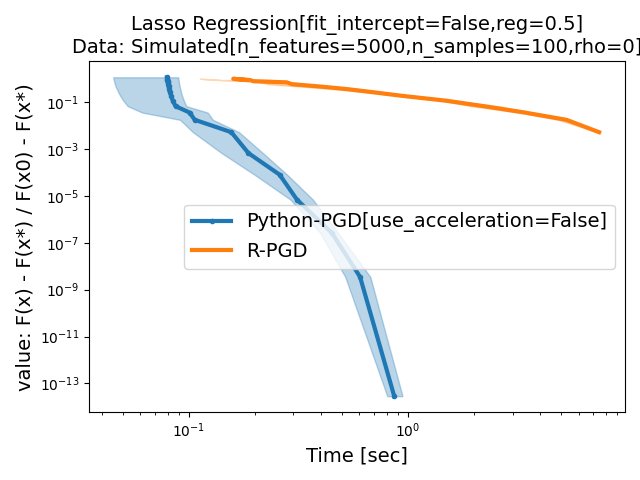 Lasso Regression[fit_intercept=False,reg=0.5]
Data: Simulated[n_features=5000,n_samples=100,rho=0]
value: F(x) - F(x*) / F(x0) - F(x*)
10⁻¹
10⁻³
10⁻⁵
10⁻⁷
10⁻⁹
10⁻¹¹
10⁻¹³
Python-PGD[use_acceleration=False]
R-PGD
10⁻¹
10⁰
Time [sec]